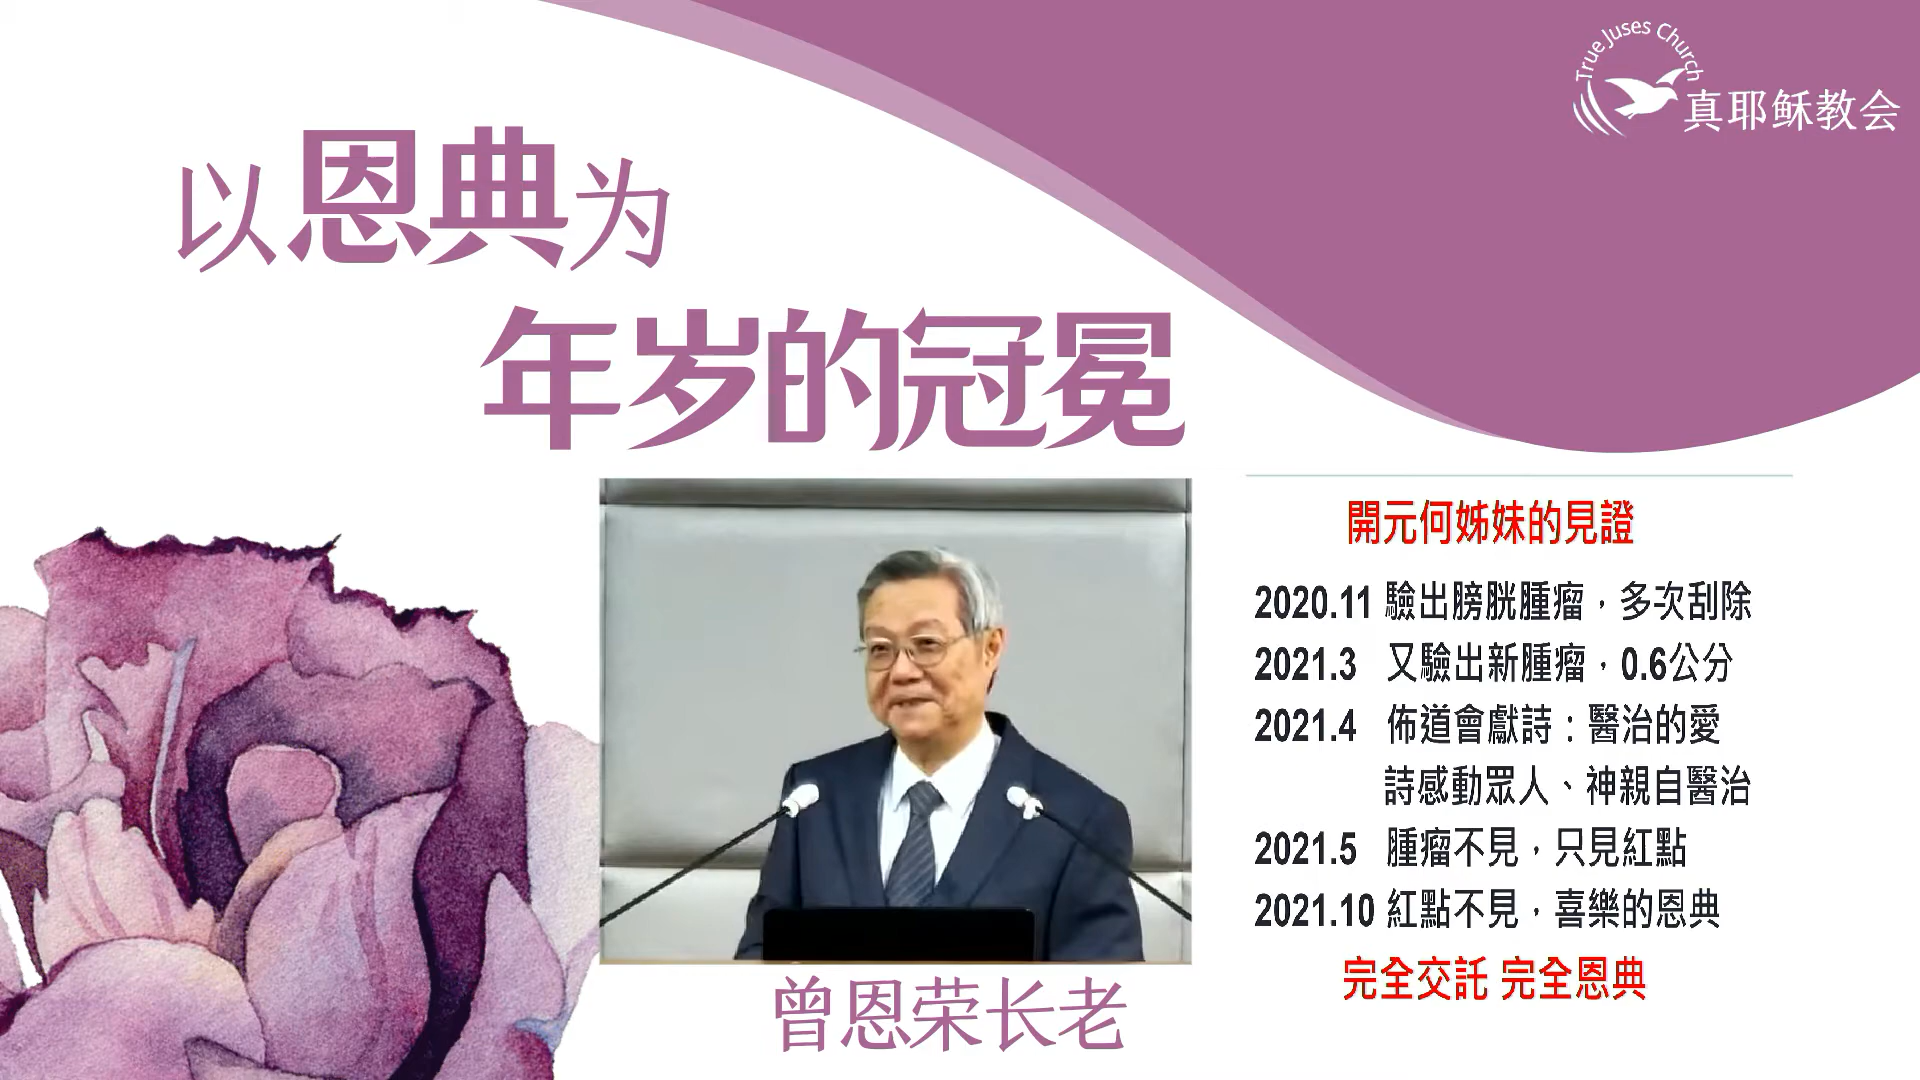 True Juses Church
真耶稣教会
以恩典为
年岁的冠冕
開元何姊妹的見證
2020.11 驗出膀胱腫瘤，多次刮除
2021.3 又驗出新腫瘤，0.6公分
2021.4 佈道會獻詩：醫治的愛
詩感動眾人、神親自醫治
2021.5 腫瘤不見，只見紅點
2021.10 紅點不見，喜樂的恩典
完全交託 完全恩典
曾恩荣长老